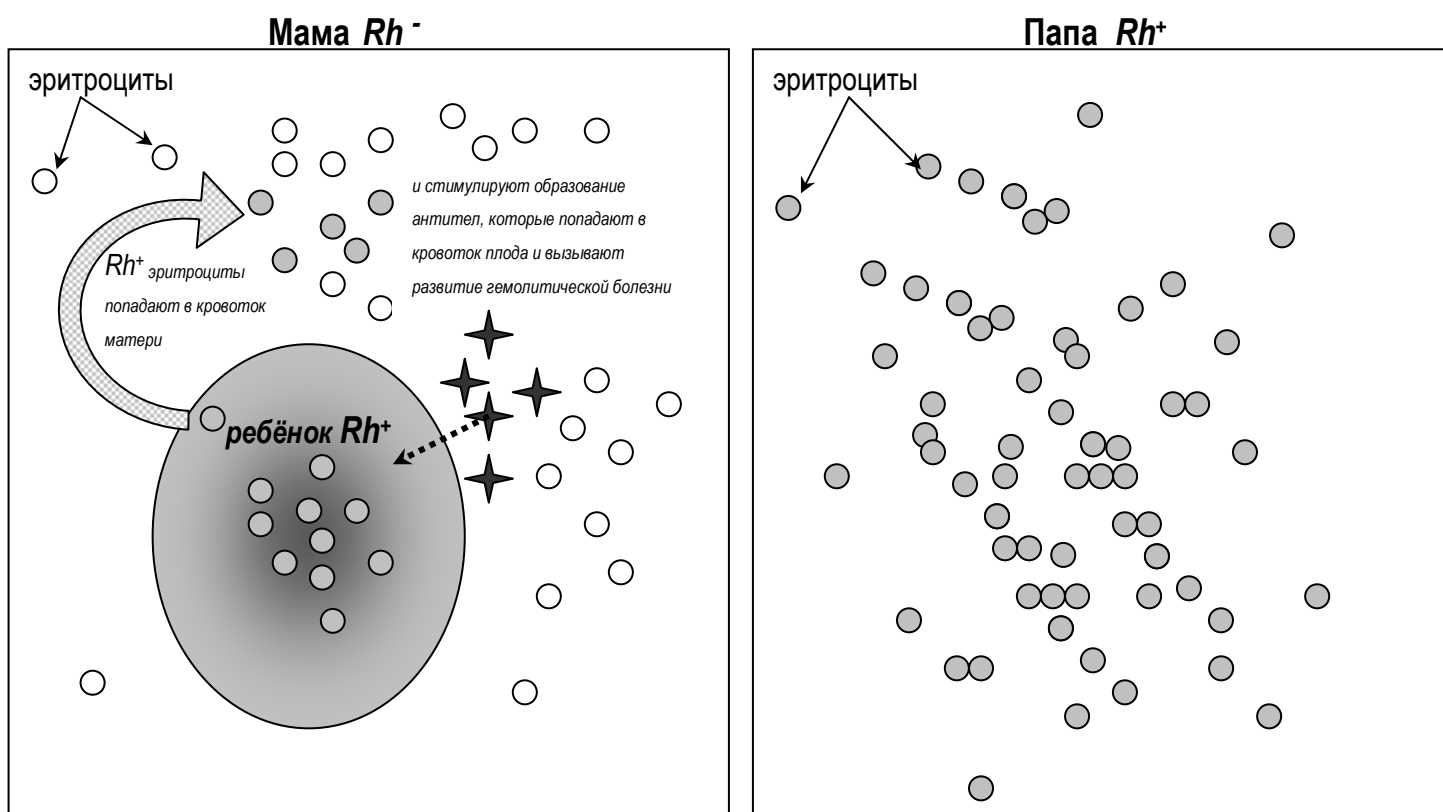 Мама Rh -
эритроциты
и стимулируют образование
антител, которые попадают в
кровоток плода и вызывают
развитие гемолитической болезни
Rh+ эритроциты
попадают в кровоток
матери
ребёнок Rh+
Папа Rh+
эритроциты